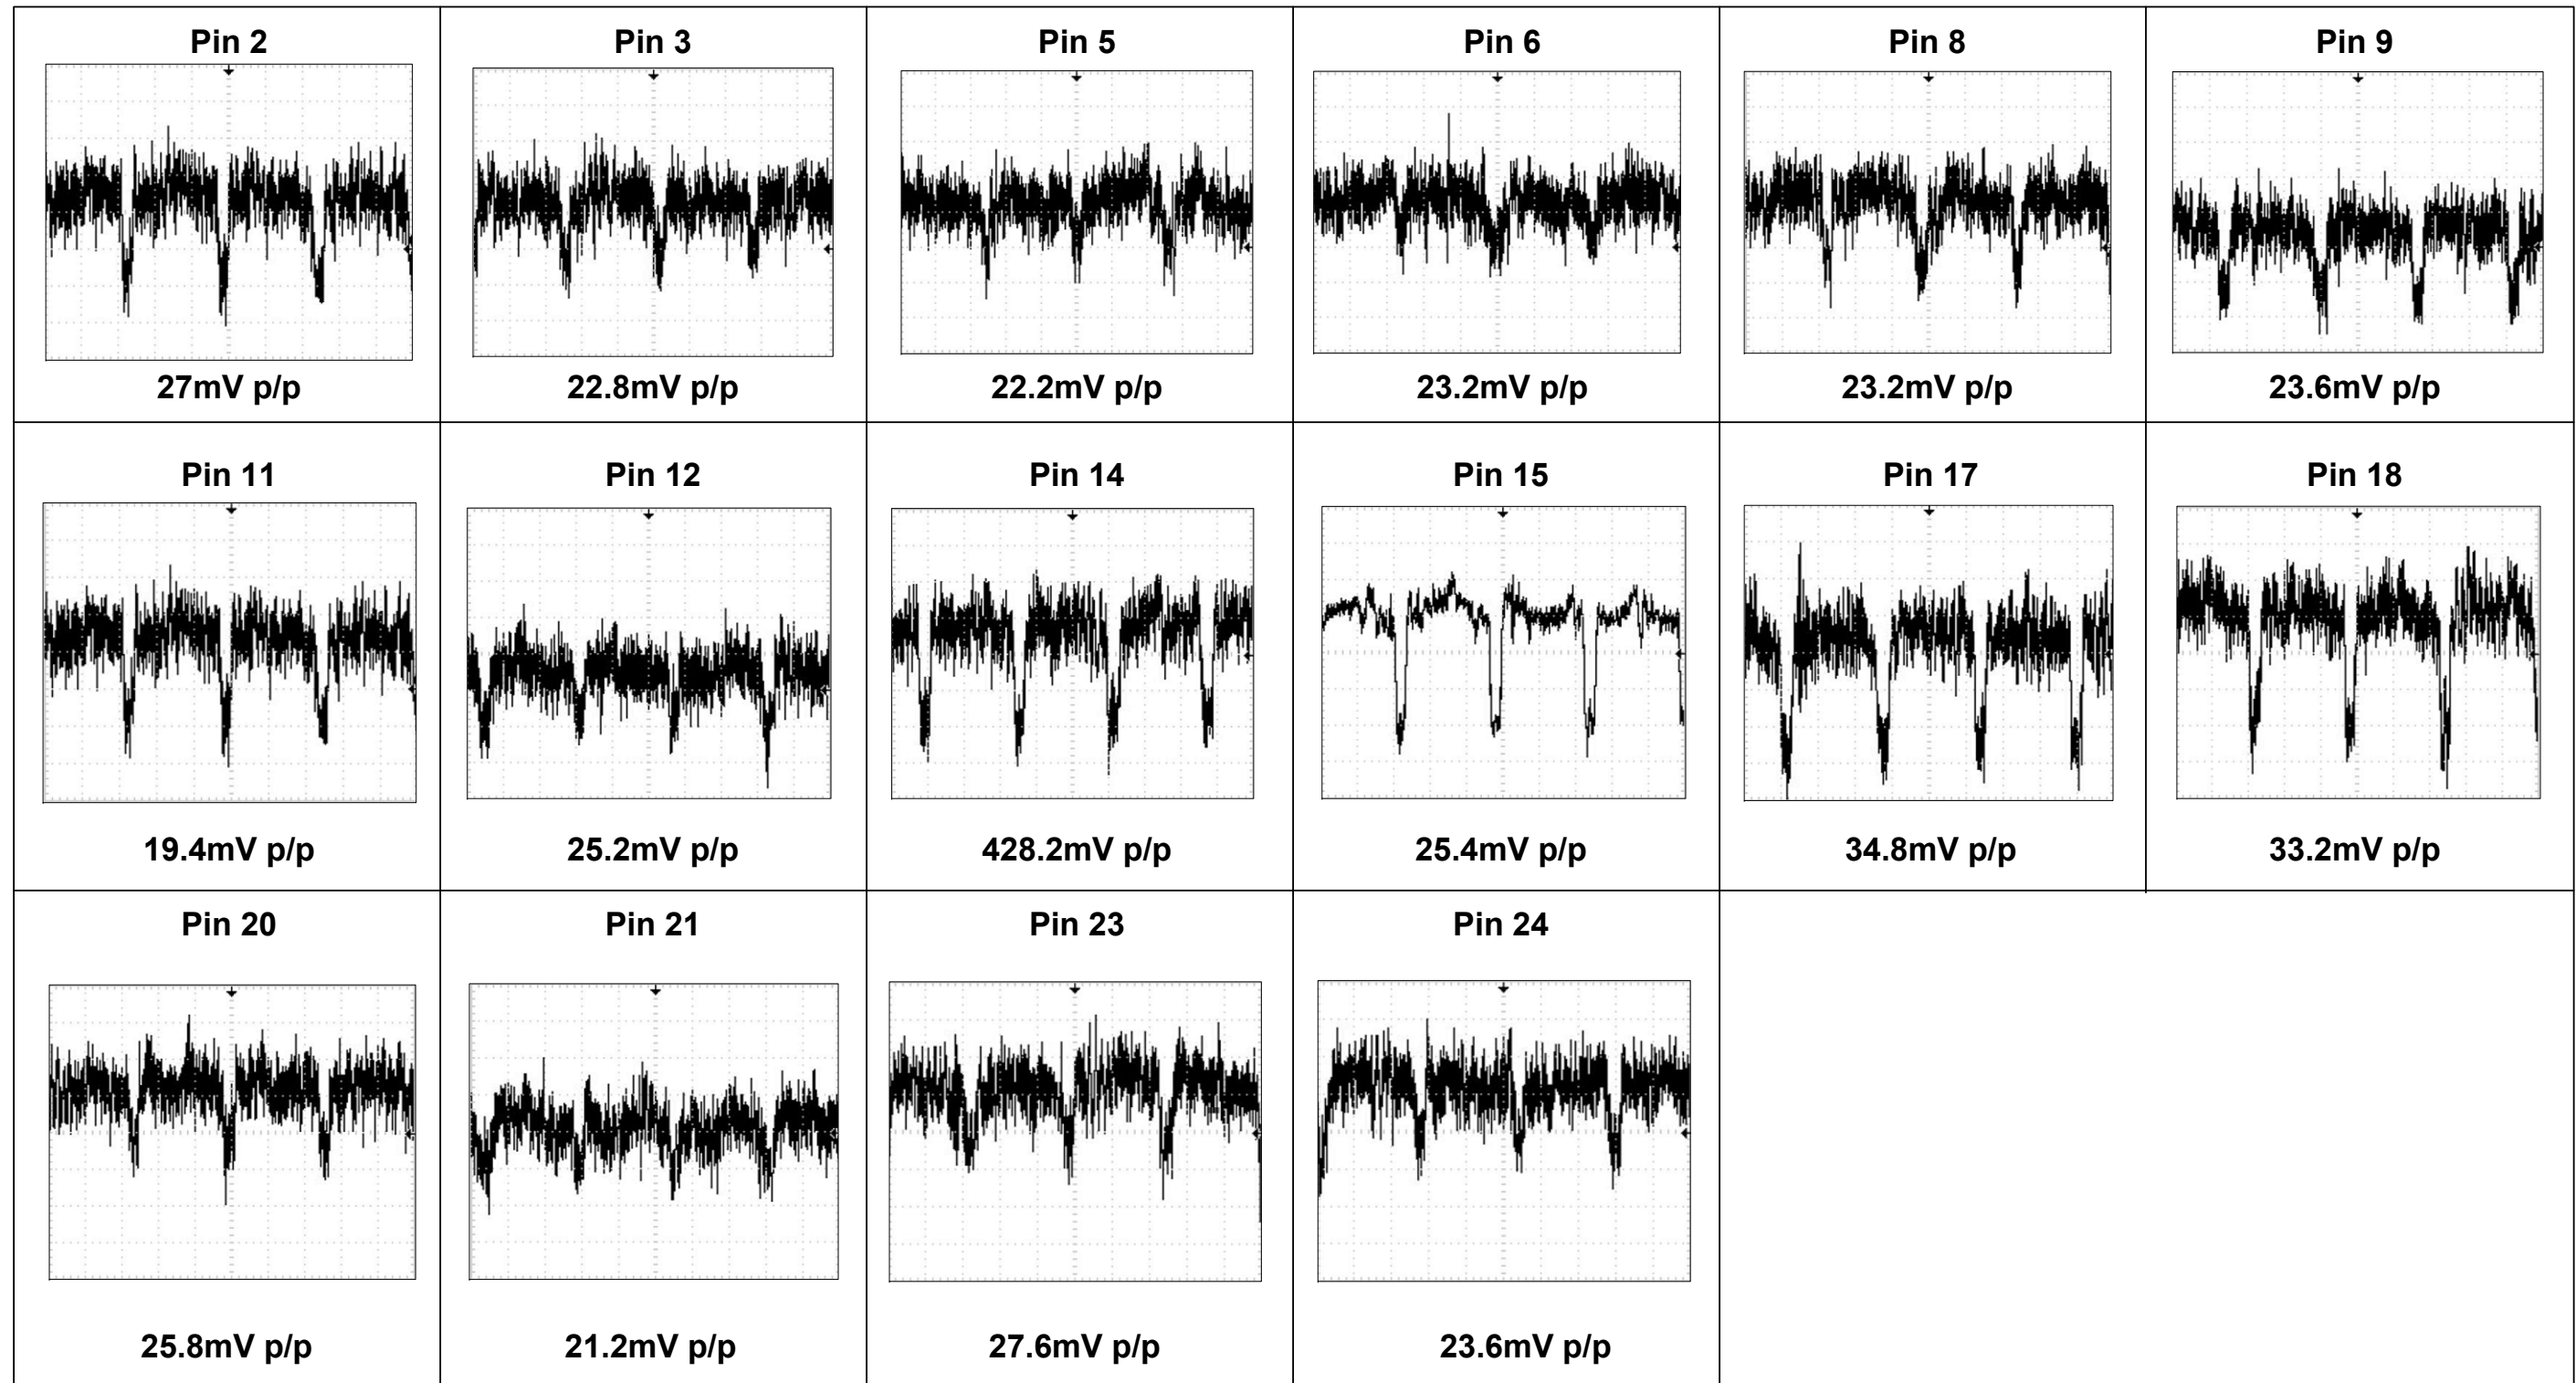 Pin 2
Pin 3
Pin 5
Pin 6
Pin 8
Pin 9
27mV p/p
22.8mV p/p
22.2mV p/p
23.2mV p/p
23.2mV p/p
23.6mV p/p
Pin 11
Pin 12
Pin 14
Pin 15
Pin 17
Pin 18
19.4mV p/p
25.2mV p/p
428.2mV p/p
25.4mV p/p
34.8mV p/p
33.2mV p/p
Pin 20
Pin 21
Pin 23
Pin 24
25.8mV p/p
21.2mV p/p
27.6mV p/p
23.6mV p/p